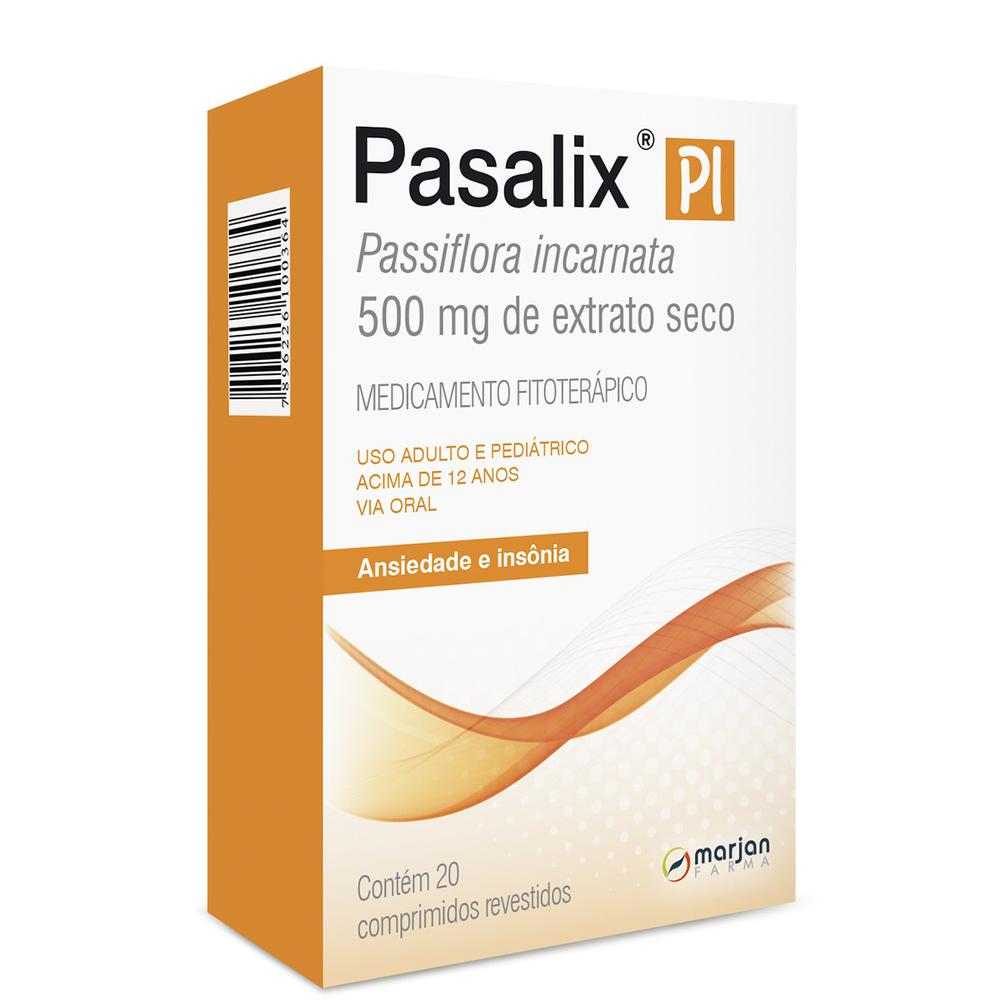 Pasalix® PI
Passiflora incarnata
500 mg de extrato seco
MEDICAMENTO FITOTERÁPICO
USO ADULTO E PEDIÁTRICO
ACIMA DE 12 ANOS
VIA ORAL
Ansiedade e insônia
Contém 20
comprimidos revestidos
marjan
FARMA
7896226100364